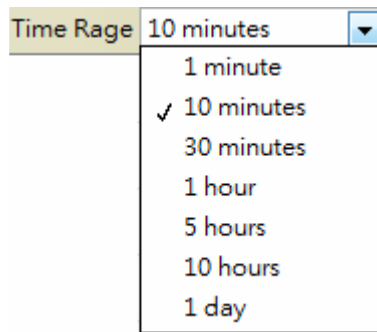 Time Rage 10 minutes
1 minute
✓ 10 minutes
30 minutes
1 hour
5 hours
10 hours
1 day